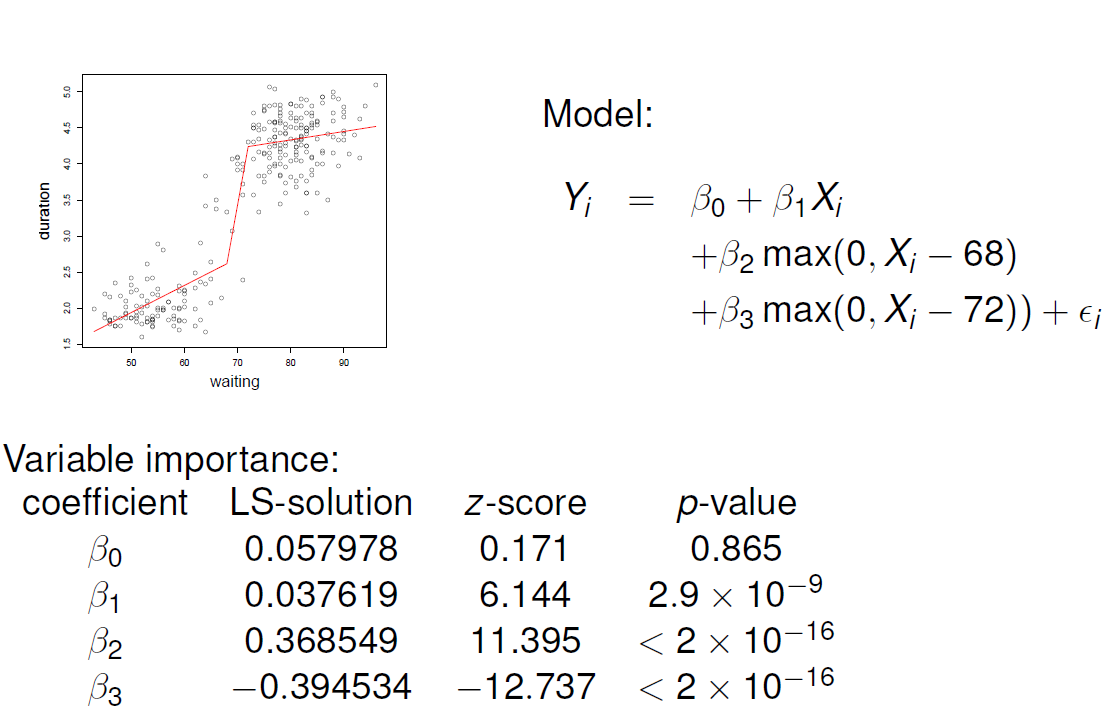 Model:
Yᵢ = β₀ + β₁Xᵢ
+β₂ max(0, Xᵢ − 68)
+β₃ max(0, Xᵢ − 72)) + ϵᵢ
duration
5.0
4.5
4.0
3.5
3.0
2.5
2.0
1.5
50 60 70 80 90
waiting
Variable importance:
coefficient LS-solution z-score p-value
β₀ 0.057978 0.171 0.865
β₁ 0.037619 6.144 2.9 × 10⁻⁹
β₂ 0.368549 11.395 < 2 × 10⁻¹⁶
β₃ −0.394534 −12.737 < 2 × 10⁻¹⁶